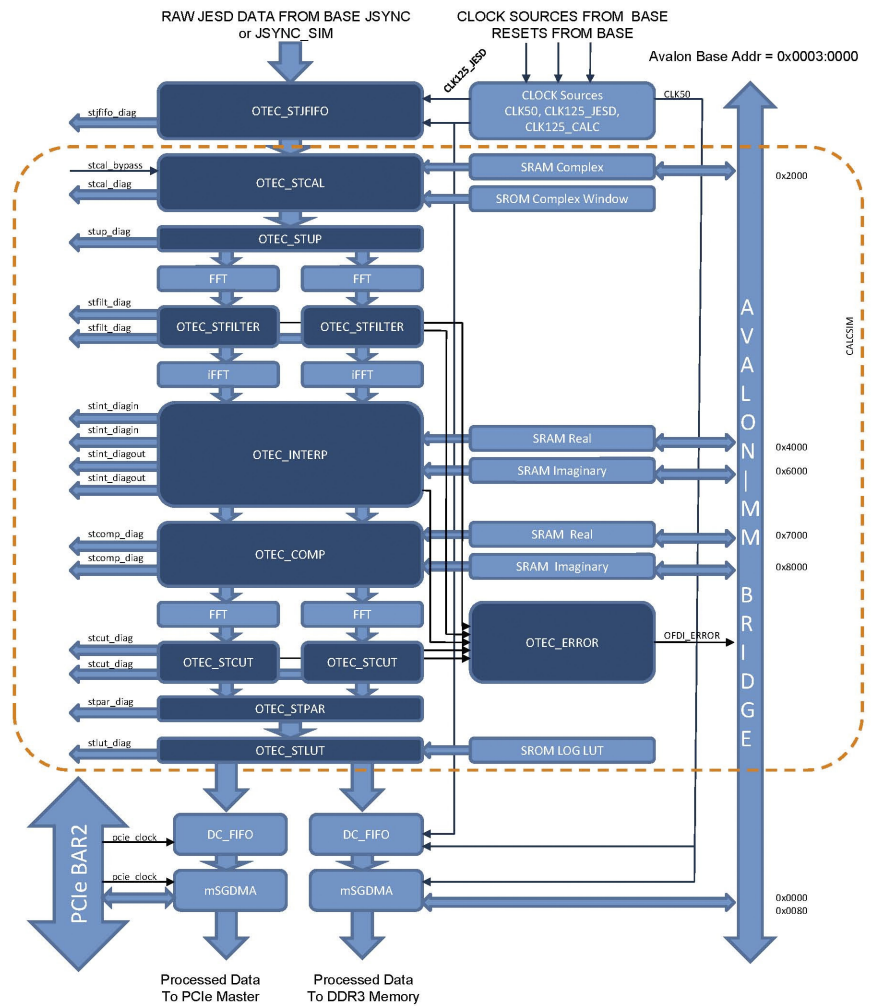 RAW JESD DATA FROM BASE JSYNC
or JSYNC_SIM
CLOCK SOURCES FROM BASE
RESETS FROM BASE
Avalon Base Addr = 0x0003:0000
CLK125_JESD
OTEC_STJFIFO
CLOCK Sources
CLK50, CLK125_JESD,
CLK125_CALC
CLK50
stjfifo_diag
stcal_bypass
OTEC_STCAL
SRAM Complex
0x2000
stcal_diag
SROM Complex Window
stup_diag
OTEC_STUP
FFT
FFT
stfilt_diag
OTEC_STFILTER
OTEC_STFILTER
stfilt_diag
CALCSIM
iFFT
iFFT
stint_diagin
stint_diagin
SRAM Real
0x4000
stint_diagout
OTEC_INTERP
SRAM Imaginary
0x6000
stint_diagout
stcomp_diag
SRAM Real
0x7000
OTEC_COMP
stcomp_diag
SRAM Imaginary
0x8000
FFT
FFT
stcut_diag
OTEC_ERROR
OFDI_ERROR
OTEC_STCUT
OTEC_STCUT
stcut_diag
stpar_diag
OTEC_STPAR
stlut_diag
OTEC_STLUT
SROM LOG LUT
AVALON|MM BRIDGE
PCIe BAR2
pcie_clock
DC_FIFO
DC_FIFO
pcie_clock
mSGDMA
mSGDMA
0x0000
0x0080
Processed Data
To PCIe Master
Processed Data
To DDR3 Memory